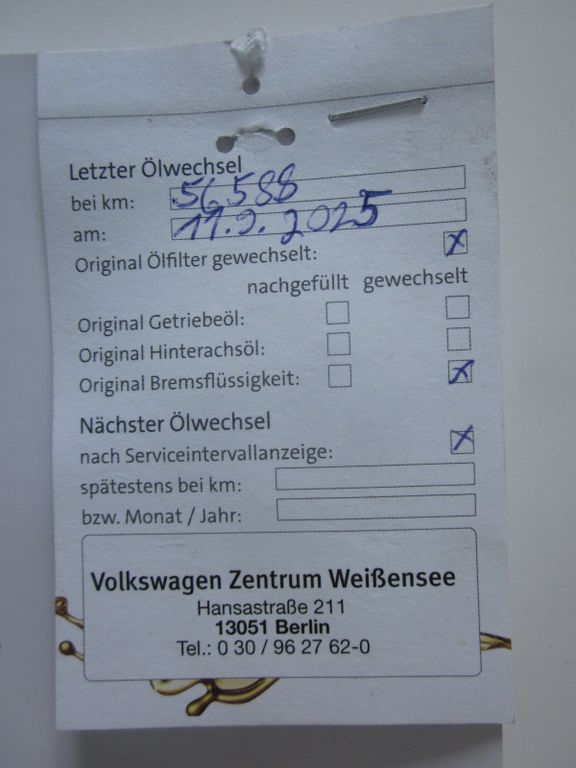 Letzter Ölwechsel
bei km: 56588
am: 11.2.2025
Original Ölfilter gewechselt: x
nachgefüllt gewechselt
Original Getriebeöl:
Original Hinterachsöl:
Original Bremsflüssigkeit: x
Nächster Ölwechsel
nach Serviceintervallanzeige: x
spätestens bei km:
bzw. Monat / Jahr:
Volkswagen Zentrum Weißensee
Hansastraße 211
13051 Berlin
Tel.: 0 30 / 96 27 62-0